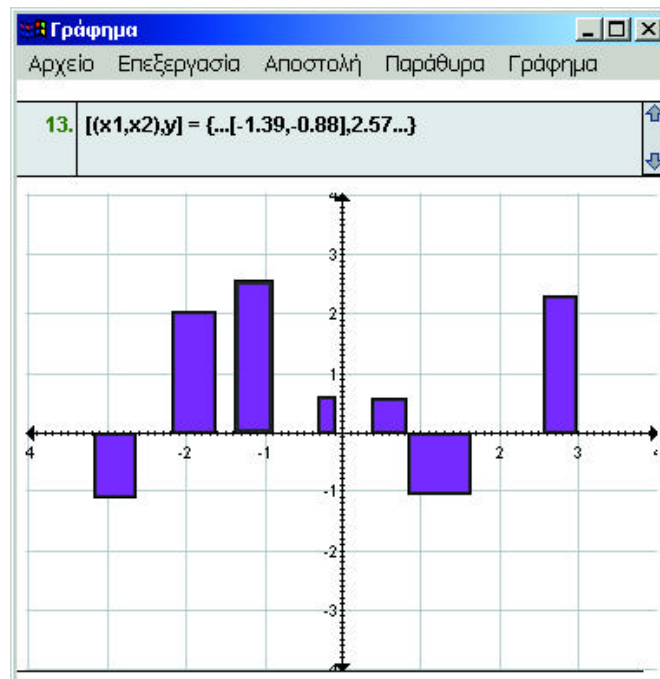 Γράφημα
Αρχείο Επεξεργασία Αποστολή Παράθυρα Γράφημα
13. [(x1,x2),y] = {...[-1.39,-0.88],2.57...}
3
2
1
4 -2 -1 2 3
-1
-2
-3